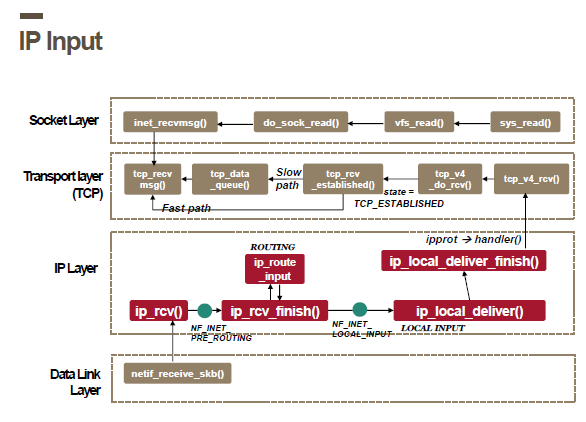 IP Input
Socket Layer
inet_recvmsg()
do_sock_read()
vfs_read()
sys_read()
Transport layer
(TCP)
tcp_recv
msg()
tcp_data
_queue()
Slow
path
tcp_rcv
_established()
tcp_v4
_do_rcv()
tcp_v4_rcv()
state =
TCP_ESTABLISHED
Fast path
ipprot → handler()
IP Layer
ROUTING
ip_route
_input
ip_local_deliver_finish()
ip_rcv()
ip_rcv_finish()
ip_local_deliver()
NF_INET_
PRE_ROUTING
NF_INET_
LOCAL_INPUT
LOCAL INPUT
Data Link
Layer
netif_receive_skb()